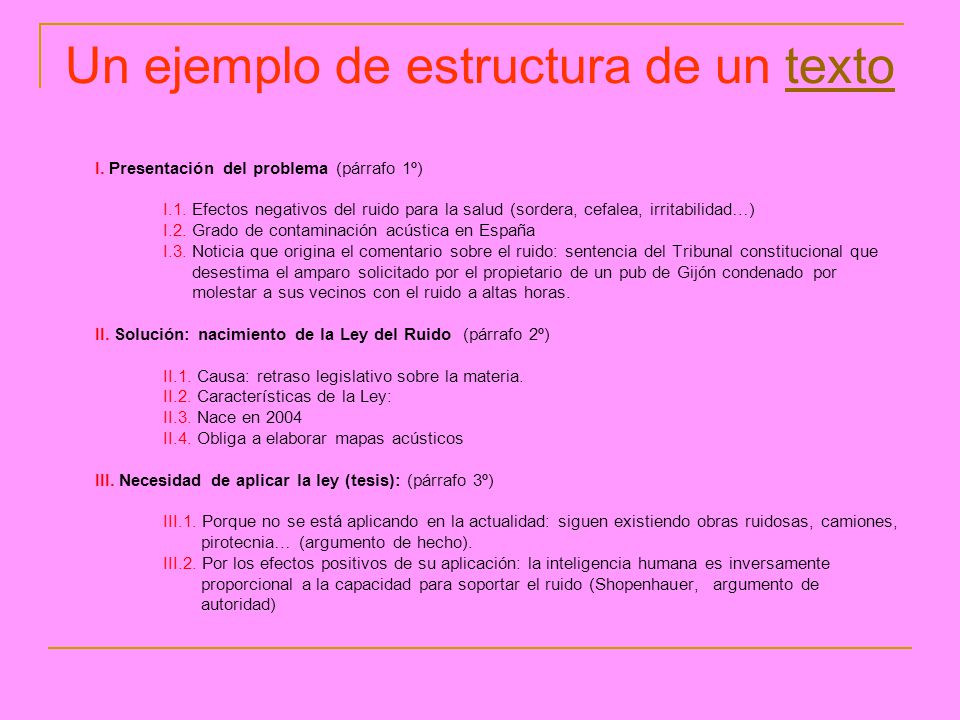 Un ejemplo de estructura de un texto
I. Presentación del problema (párrafo 1º)
I.1. Efectos negativos del ruido para la salud (sordera, cefalea, irritabilidad…)
I.2. Grado de contaminación acústica en España
I.3. Noticia que origina el comentario sobre el ruido: sentencia del Tribunal constitucional que
desestima el amparo solicitado por el propietario de un pub de Gijón condenado por
molestar a sus vecinos con el ruido a altas horas.
II. Solución: nacimiento de la Ley del Ruido (párrafo 2º)
II.1. Causa: retraso legislativo sobre la materia.
II.2. Características de la Ley:
II.3. Nace en 2004
II.4. Obliga a elaborar mapas acústicos
III. Necesidad de aplicar la ley (tesis): (párrafo 3º)
III.1. Porque no se está aplicando en la actualidad: siguen existiendo obras ruidosas, camiones,
pirotecnia… (argumento de hecho).
III.2. Por los efectos positivos de su aplicación: la inteligencia humana es inversamente
proporcional a la capacidad para soportar el ruido (Shopenhauer, argumento de
autoridad)